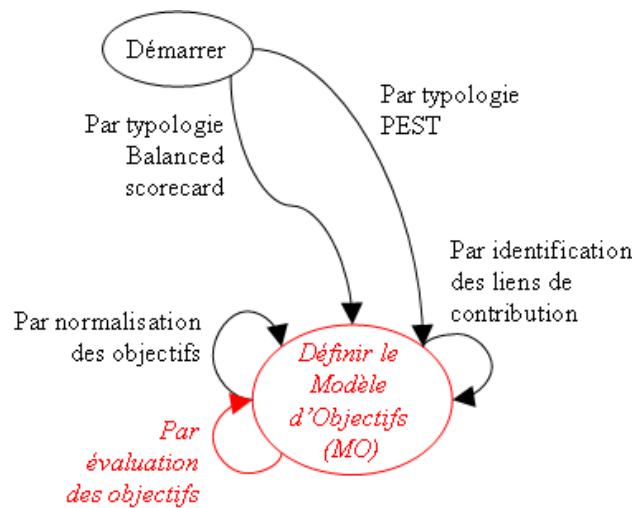 Démarrer
Par typologie
Balanced
scorecard
Par typologie
PEST
Par identification
des liens de
contribution
Par normalisation
des objectifs
Définir le
Modèle
d'Objectifs
(MO)
Par
évaluation
des objectifs